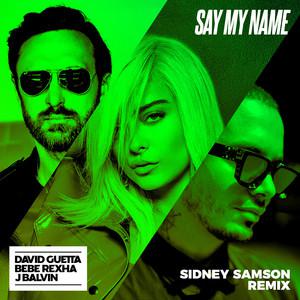 SAY MY NAME
DAVID GUETTA
BEBE REXHA
J BALVIN
SIDNEY SAMSON
REMIX